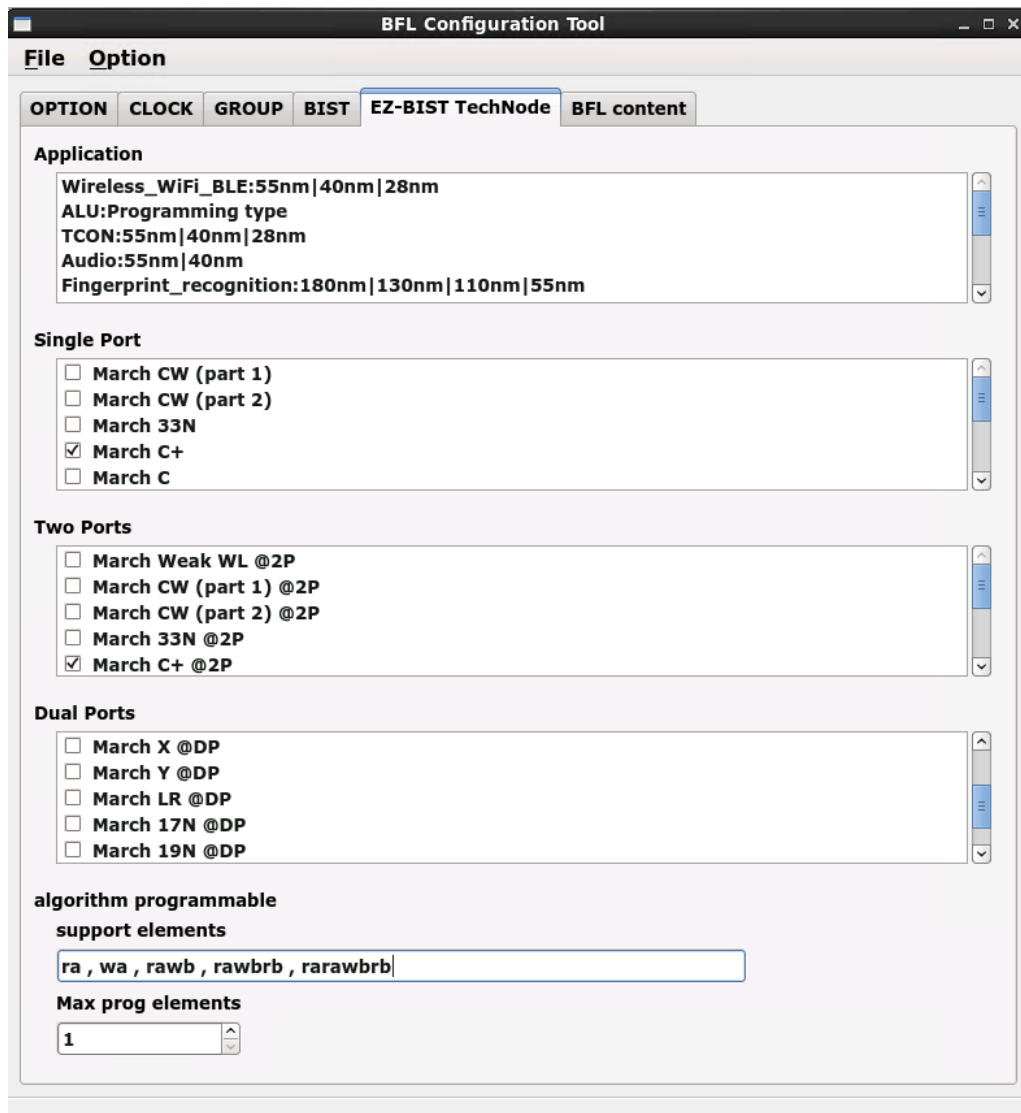 BFL Configuration Tool
File Option
OPTION CLOCK GROUP BIST EZ-BIST TechNode BFL content
Application
Wireless_WiFi_BLE:55nm|40nm|28nm
ALU:Programming type
TCON:55nm|40nm|28nm
Audio:55nm|40nm
Fingerprint_recognition:180nm|130nm|110nm|55nm
Single Port
March CW (part 1)
March CW (part 2)
March 33N
March C+
March C
Two Ports
March Weak WL @2P
March CW (part 1) @2P
March CW (part 2) @2P
March 33N @2P
March C+ @2P
Dual Ports
March X @DP
March Y @DP
March LR @DP
March 17N @DP
March 19N @DP
algorithm programmable
support elements
ra , wa , rawb , rawbrb , rarawbrb
Max prog elements
1